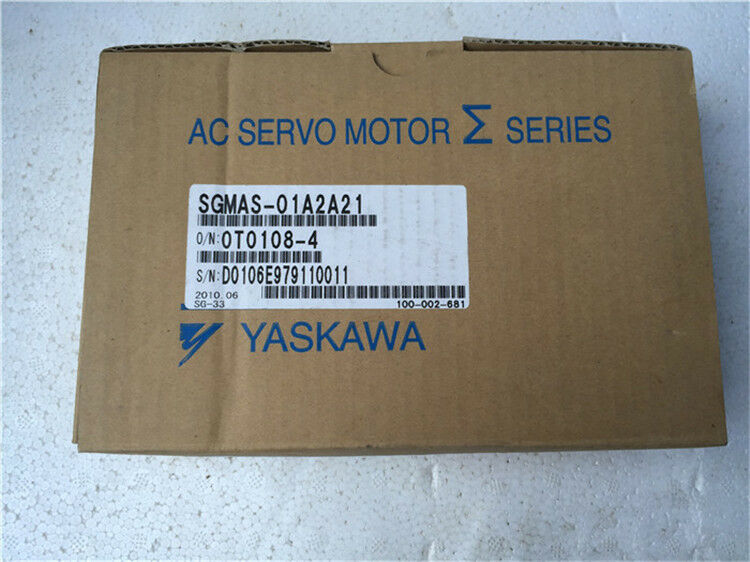 AC SERVO MOTOR Σ SERIES
SGMAS-01A2A21
O/N:0T0108-4
S/N:D0106E979110011
2010.06
SG-33 100-002-681
YASKAWA